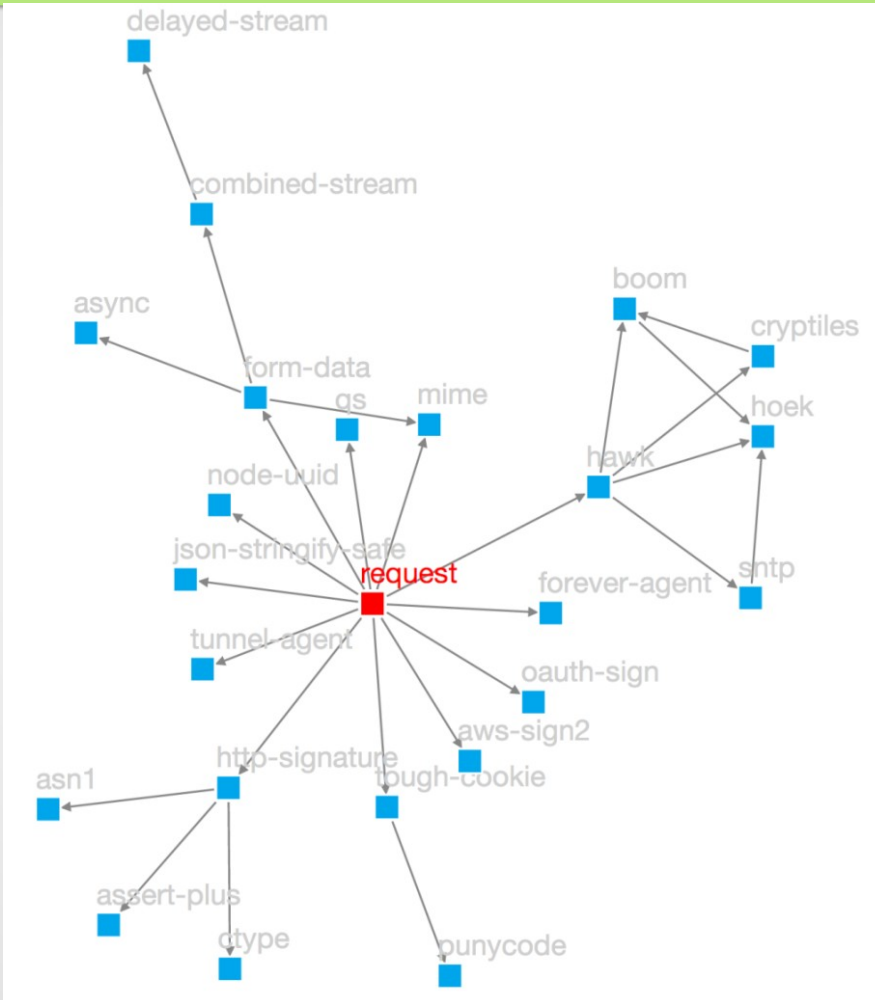 delayed-stream
combined-stream
boom
async
cryptiles
form-data
mime
qs
hoek
hawk
node-uuid
json-stringify-safe
request
sntp
forever-agent
tunnel-agent
oauth-sign
aws-sign2
http-signature
tough-cookie
asn1
assert-plus
ctype
punycode